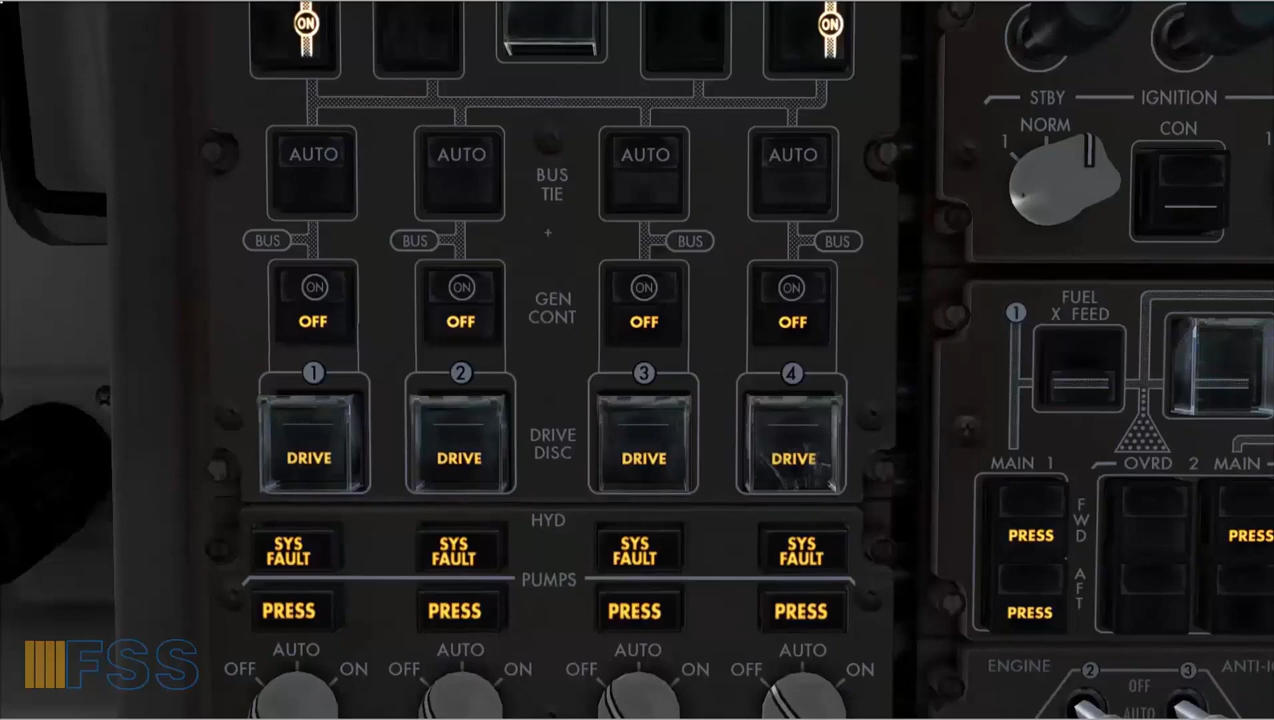 ON ON
STBY IGNITION
NORM CON
1 1
AUTO AUTO BUS TIE AUTO AUTO
BUS BUS + BUS BUS
ON ON GEN CONT ON ON
OFF OFF OFF OFF
FUEL X FEED
1
1 2 3 4
DRIVE DRIVE DRIVE DISC DRIVE DRIVE
MAIN 1 OVRD 2 MAIN
HYD
SYS FAULT SYS FAULT SYS FAULT SYS FAULT
PRESS FWD PRESS
PUMPS
PRESS PRESS PRESS PRESS
PRESS AFT
AUTO AUTO AUTO AUTO
OFF ON OFF ON OFF ON OFF ON
ENGINE 2 OFF 3 ANTI-IC
AUTO
FSS